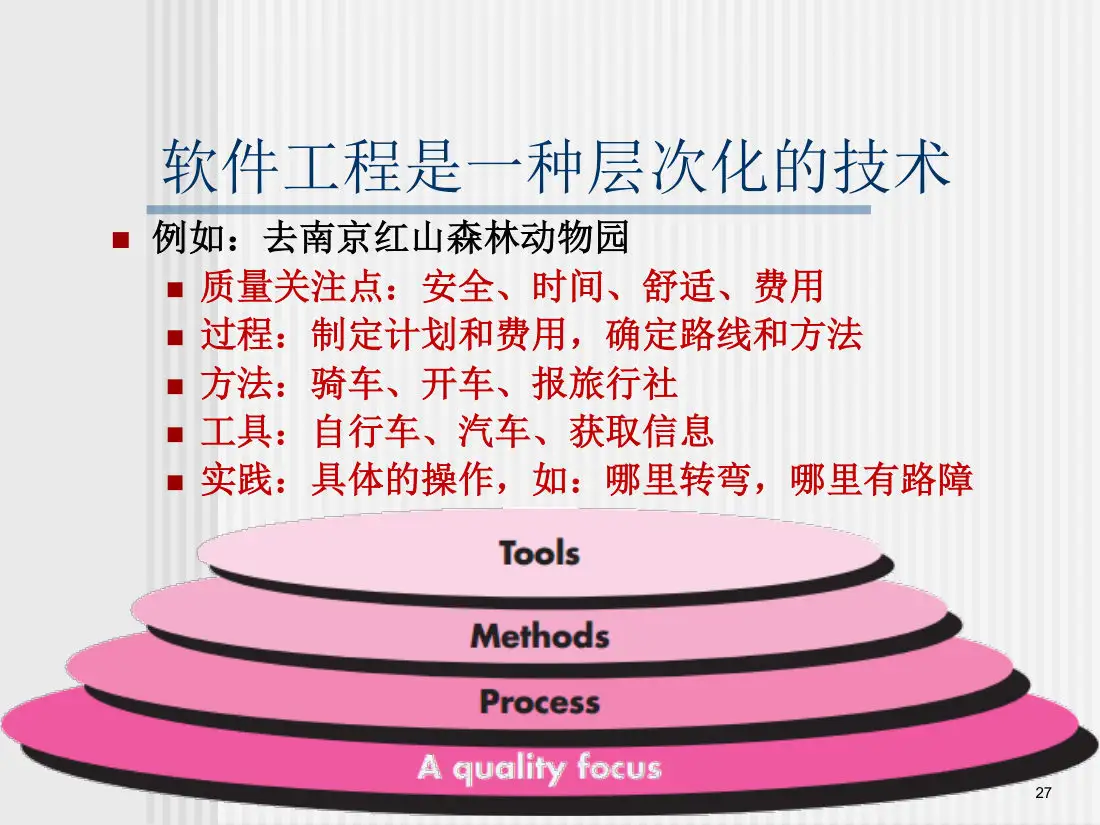 软件工程是一种层次化的技术
例如：去南京红山森林动物园
质量关注点：安全、时间、舒适、费用
过程：制定计划和费用，确定路线和方法
方法：骑车、开车、报旅行社
工具：自行车、汽车、获取信息
实践：具体的操作，如：哪里转弯，哪里有路障
Tools
Methods
Process
A quality focus
27